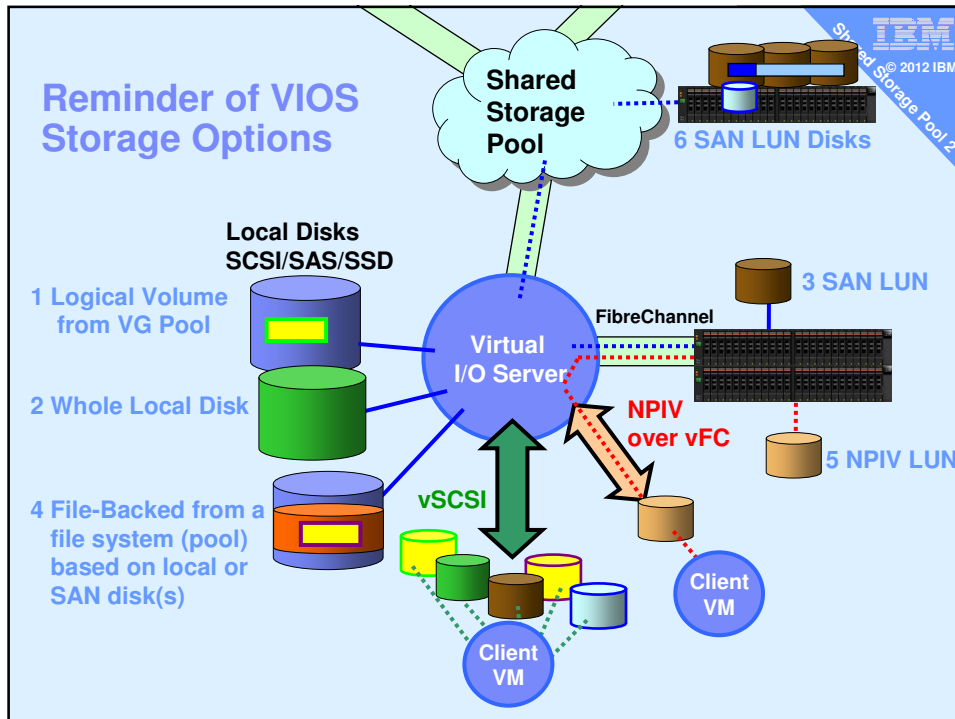 Reminder of VIOS
Storage Options
Shared
Storage
Pool
IBM
© 2012 IBM
Shared Storage Pool 2
6 SAN LUN Disks
Local Disks
SCSI/SAS/SSD
1 Logical Volume
from VG Pool
2 Whole Local Disk
4 File-Backed from a
file system (pool)
based on local or
SAN disk(s)
Virtual
I/O Server
FibreChannel
3 SAN LUN
NPIV
over vFC
5 NPIV LUN
vSCSI
Client
VM
Client
VM